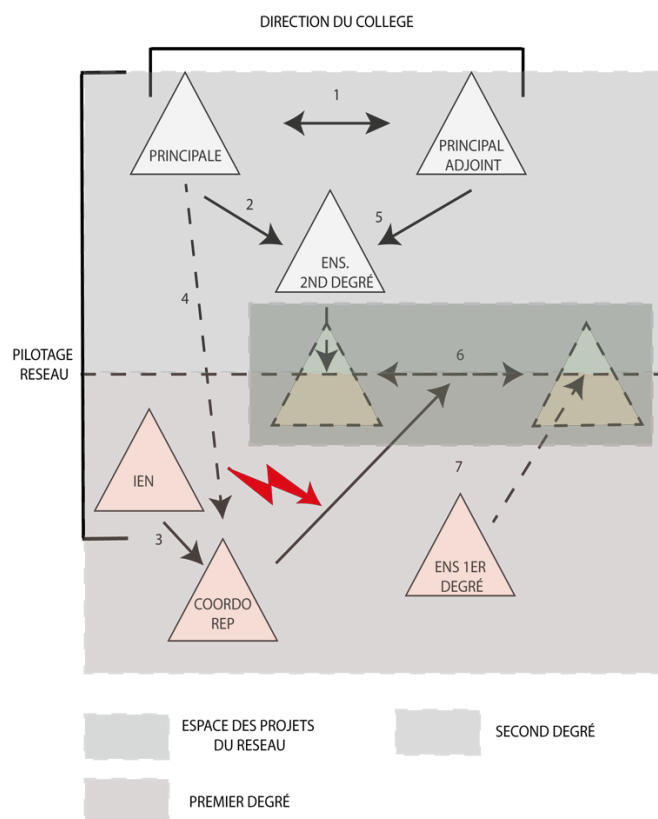 DIRECTION DU COLLEGE
1
PRINCIPALE
PRINCIPAL
ADJOINT
2
5
ENS.
2ND DEGRÉ
4
PILOTAGE
RESEAU
6
IEN
7
3
ENS 1ER
DEGRÉ
COORDO
REP
ESPACE DES PROJETS
DU RESEAU
SECOND DEGRÉ
PREMIER DEGRÉ